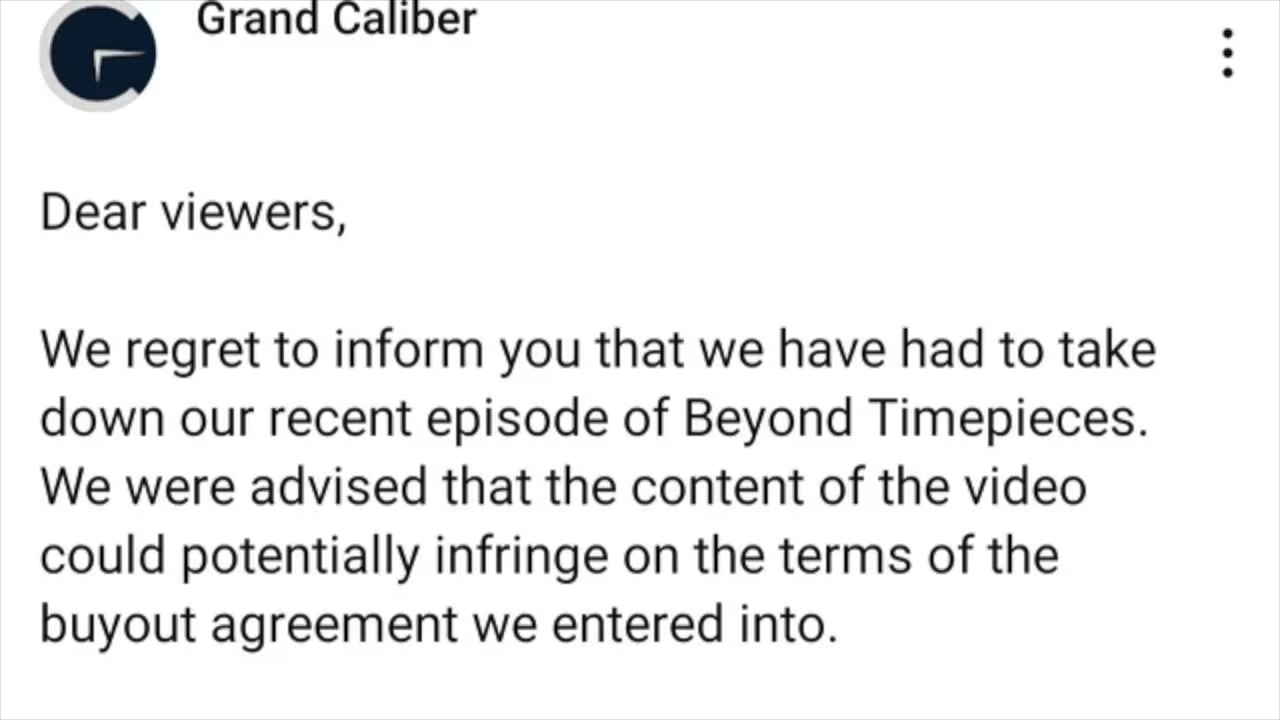 Grand Caliber
Dear viewers,
We regret to inform you that we have had to take
down our recent episode of Beyond Timepieces.
We were advised that the content of the video
could potentially infringe on the terms of the
buyout agreement we entered into.